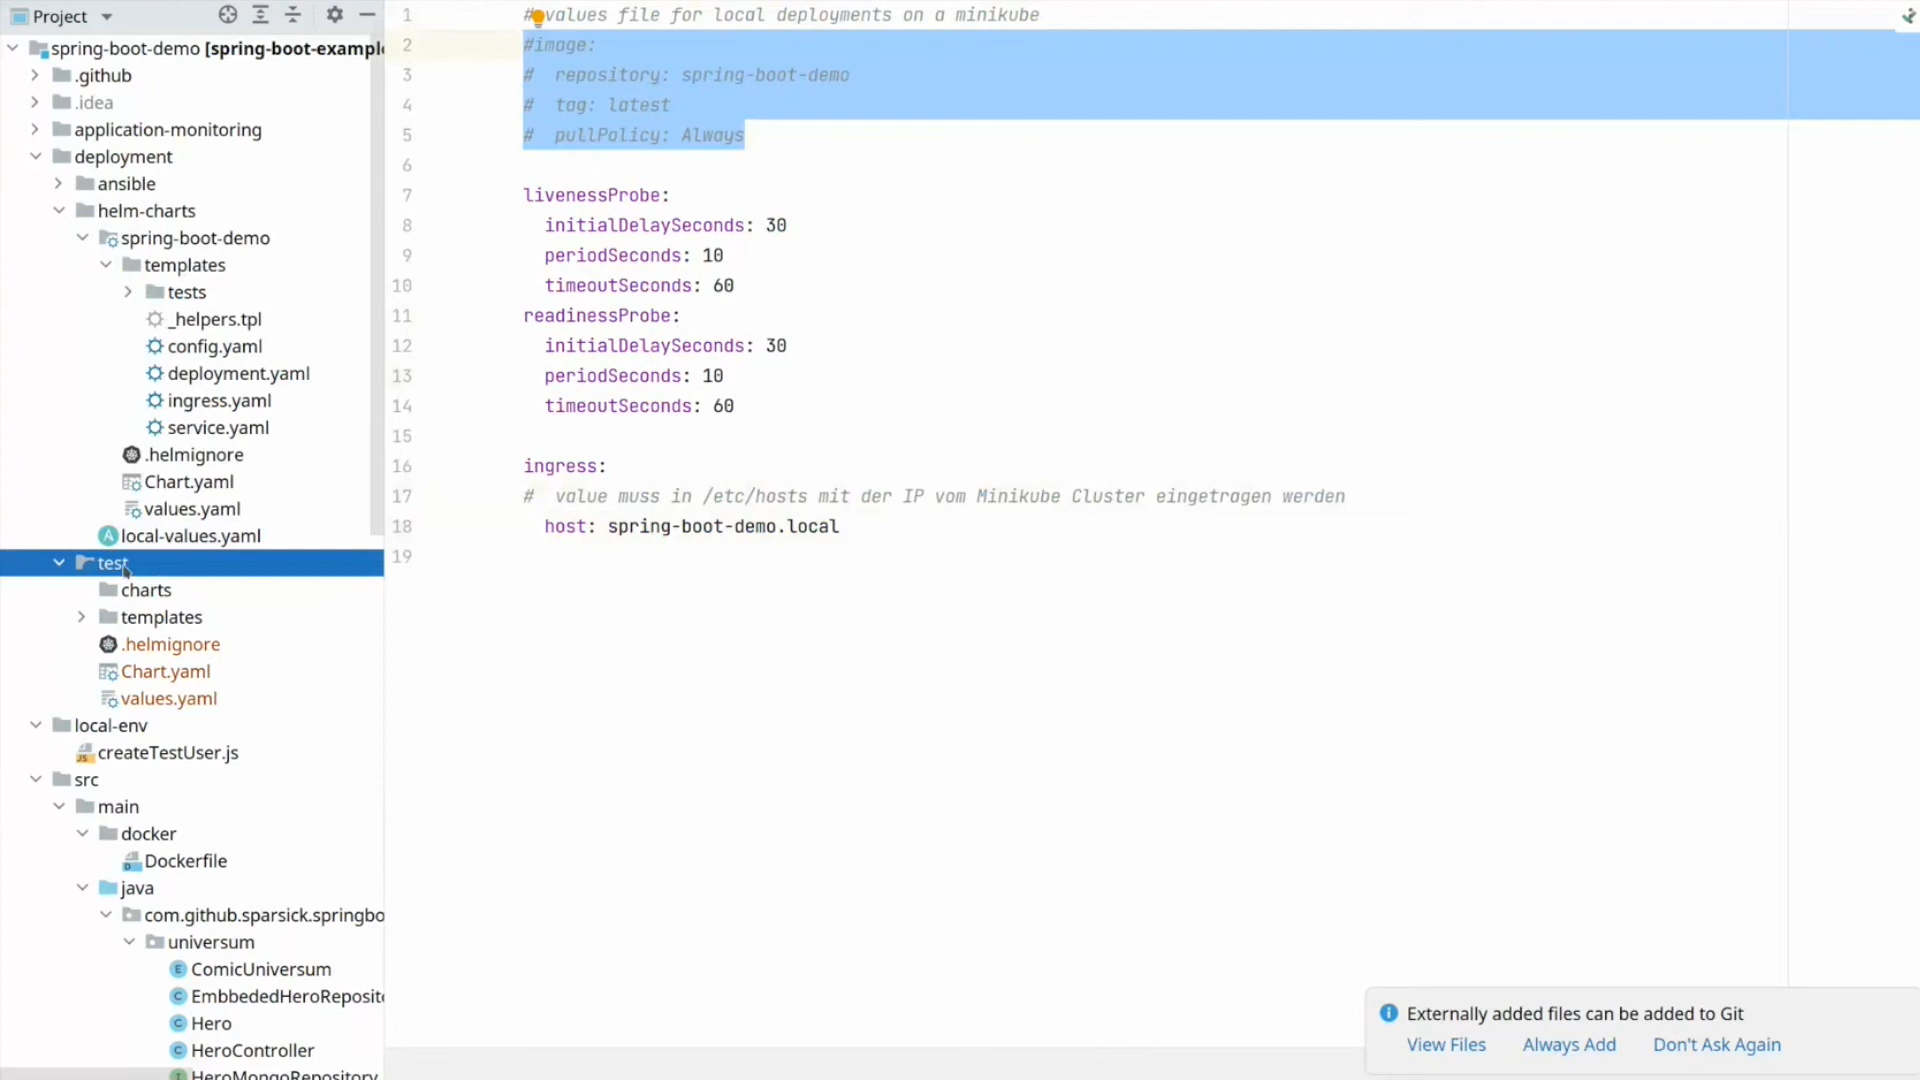 Project
spring-boot-demo [spring-boot-example
.github
.idea
application-monitoring
deployment
ansible
helm-charts
spring-boot-demo
templates
tests
_helpers.tpl
config.yaml
deployment.yaml
ingress.yaml
service.yaml
.helmignore
Chart.yaml
values.yaml
local-values.yaml
test
charts
templates
.helmignore
Chart.yaml
values.yaml
local-env
createTestUser.js
src
main
docker
Dockerfile
java
com.github.sparsick.springbo
universum
ComicUniversum
EmbbededHeroReposito
Hero
HeroController
HeroMongoRepository
1 # values file for local deployments on a minikube
2 #image:
3 #  repository: spring-boot-demo
4 #  tag: latest
5 #  pullPolicy: Always
6
7 livenessProbe:
8   initialDelaySeconds: 30
9   periodSeconds: 10
10   timeoutSeconds: 60
11 readinessProbe:
12   initialDelaySeconds: 30
13   periodSeconds: 10
14   timeoutSeconds: 60
15
16 ingress:
17 #  value muss in /etc/hosts mit der IP vom Minikube Cluster eingetragen werden
18   host: spring-boot-demo.local
19
Externally added files can be added to Git
View Files Always Add Don't Ask Again